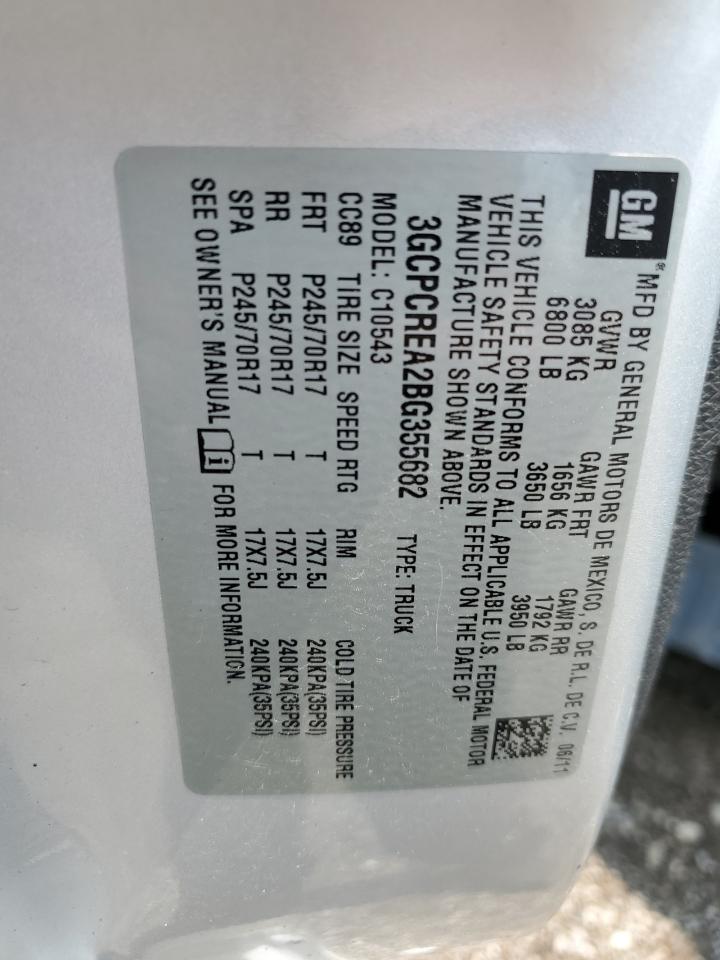 GM
® MFD BY GENERAL MOTORS DE MEXICO, S. DE R.L. DE C.V. 06/11
GVWR GAWR FRT GAWR RR
3085 KG 1656 KG 1792 KG
6800 LB 3650 LB 3950 LB
THIS VEHICLE CONFORMS TO ALL APPLICABLE U.S. FEDERAL MOTOR
VEHICLE SAFETY STANDARDS IN EFFECT ON THE DATE OF
MANUFACTURE SHOWN ABOVE.
3GCPCREA2BG355682 TYPE: TRUCK
MODEL: C10543
CC89 TIRE SIZE SPEED RTG RIM COLD TIRE PRESSURE
FRT P245/70R17 T 17X7.5J 240KPA(35PSI)
RR P245/70R17 T 17X7.5J 240KPA(35PSI)
SPA P245/70R17 T 17X7.5J 240KPA(35PSI)
SEE OWNER'S MANUAL i FOR MORE INFORMATION.